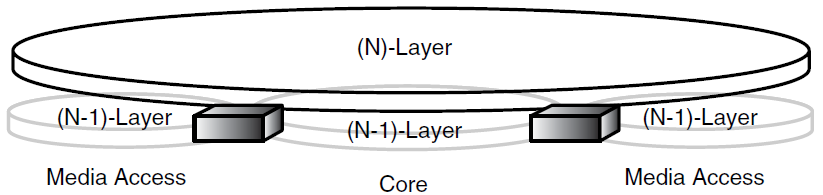 (N)-Layer
(N-1)-Layer
(N-1)-Layer
(N-1)-Layer
Media Access
Core
Media Access